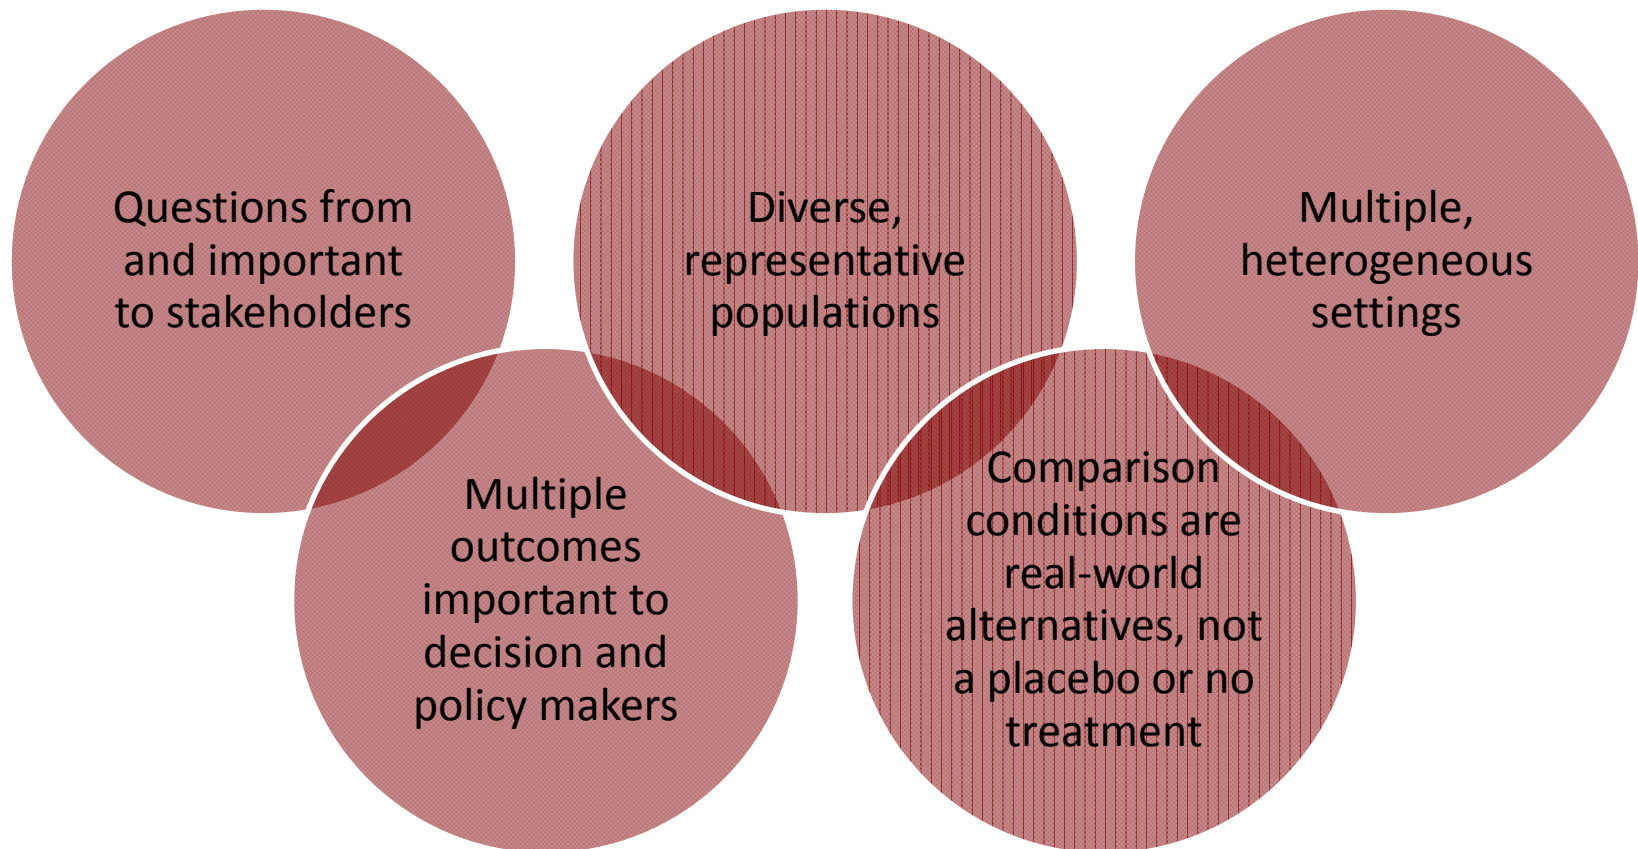 Questions from
and important
to stakeholders
Multiple
outcomes
important to
decision and
policy makers
Diverse,
representative
populations
Comparison
conditions are
real-world
alternatives, not
a placebo or no
treatment
Multiple,
heterogeneous
settings